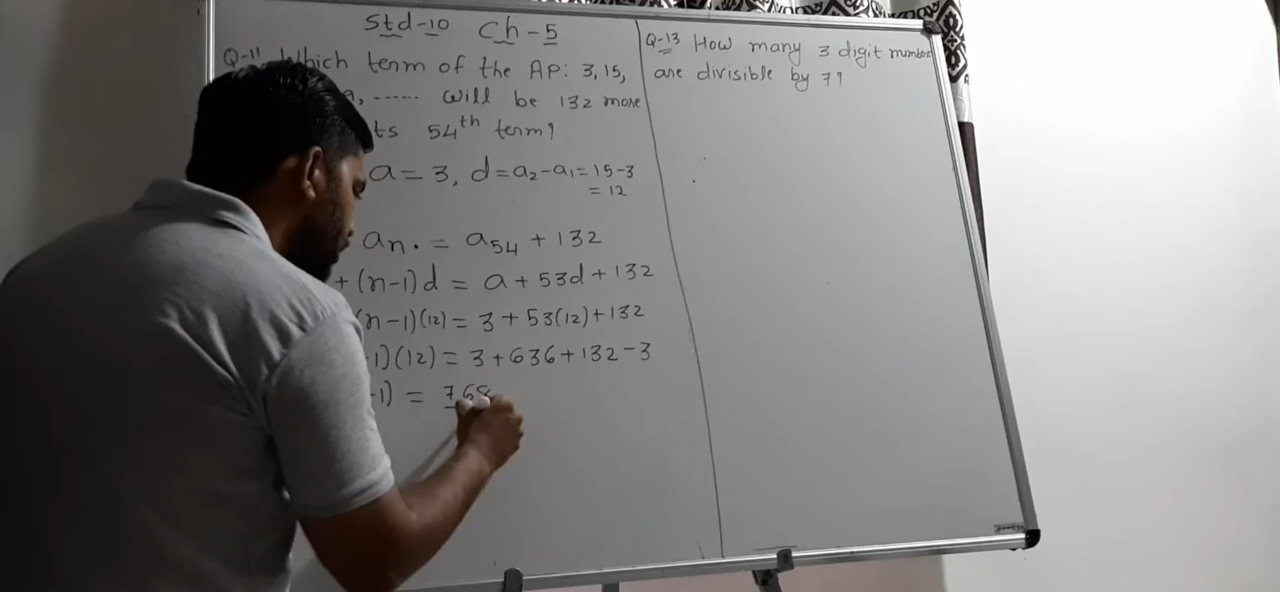 Std-10 Ch-5
Q-11 Which term of the AP: 3, 15,
9, ...... will be 132 more
ts 54th term?
a = 3, d = a2 - a1 = 15 - 3
= 12
an. = a54 + 132
+ (n-1)d = a + 53d + 132
(n-1)(12) = 3 + 53(12) + 132
1)(12) = 3 + 636 + 132 - 3
-1) = 768
Q-13 How many 3 digit numbers
are divisible by 7?